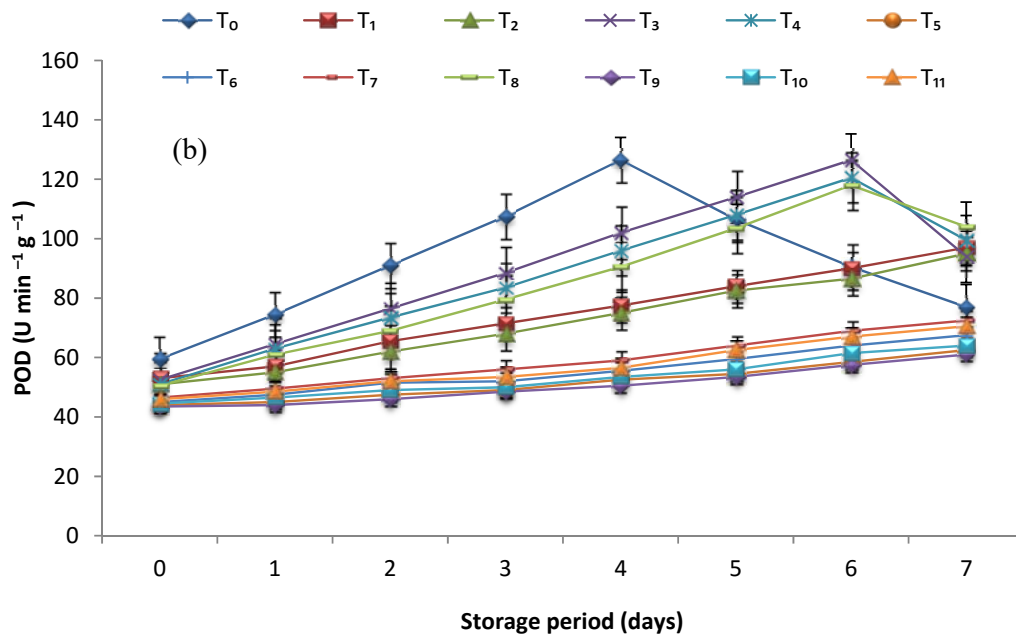 T₀ T₁ T₂ T₃ T₄ T₅
T₆ T₇ T₈ T₉ T₁₀ T₁₁
(b)
POD (U min ⁻¹ g ⁻¹ )
160
140
120
100
80
60
40
20
0
0 1 2 3 4 5 6 7
Storage period (days)